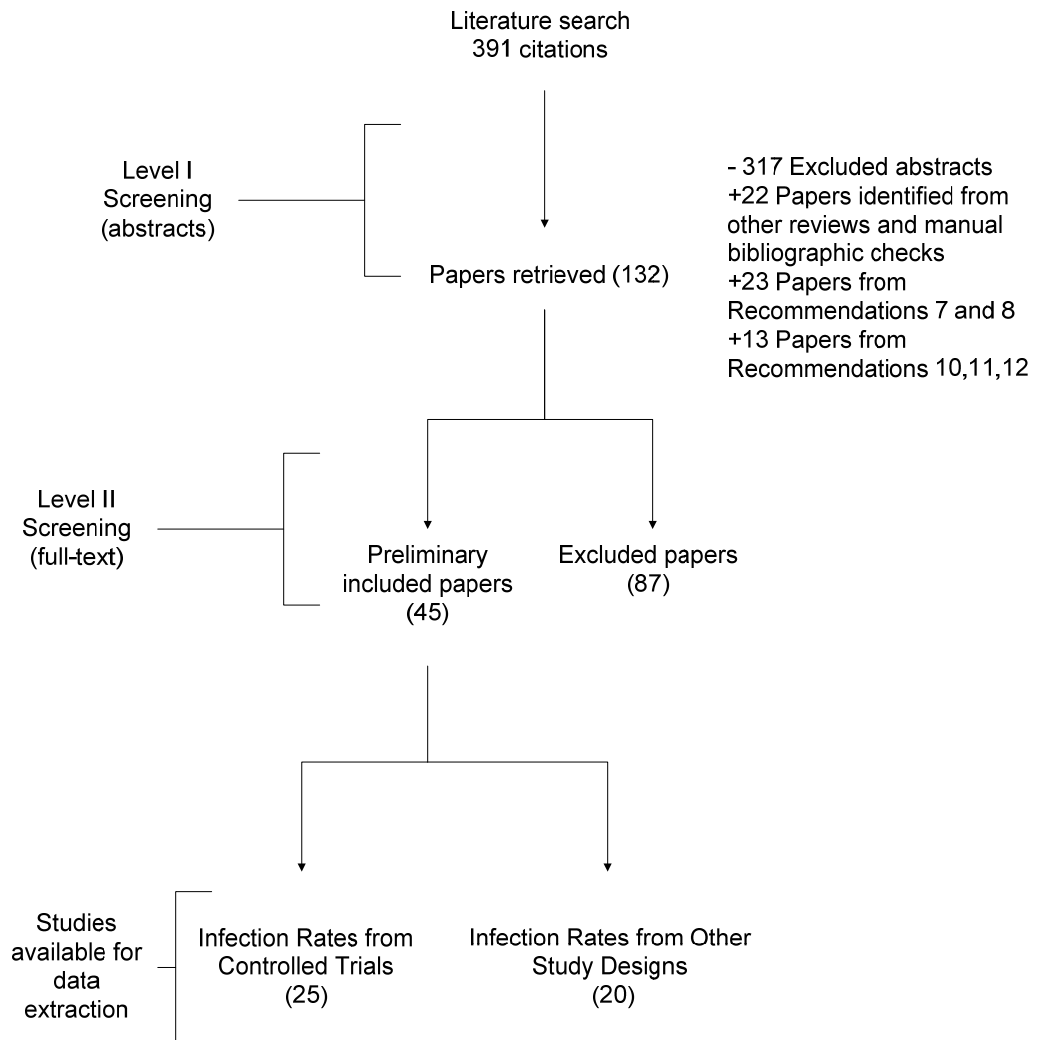 Literature search
391 citations
Level I
Screening
(abstracts)
- 317 Excluded abstracts
+22 Papers identified from
other reviews and manual
bibliographic checks
+23 Papers from
Recommendations 7 and 8
+13 Papers from
Recommendations 10,11,12
Papers retrieved (132)
Level II
Screening
(full-text)
Preliminary
included papers
(45)
Excluded papers
(87)
Studies
available for
data
extraction
Infection Rates from
Controlled Trials
(25)
Infection Rates from Other
Study Designs
(20)